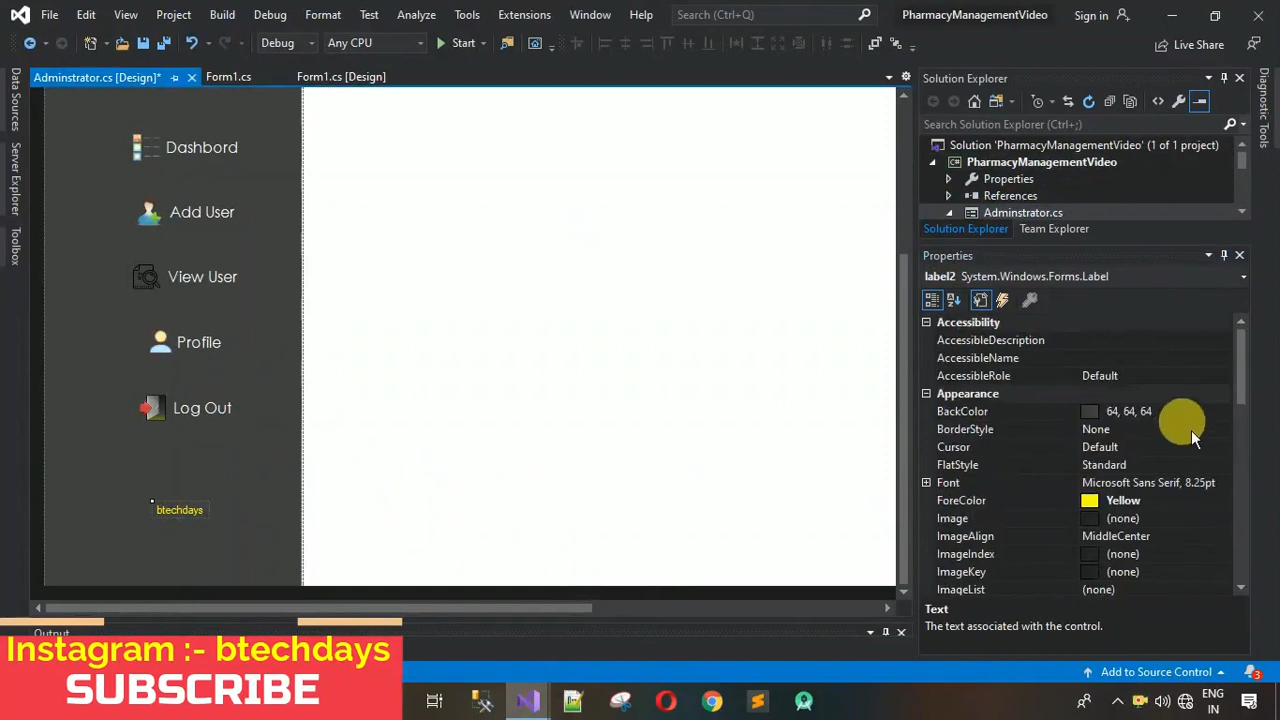 File Edit View Project Build Debug Format Test Analyze Tools Extensions Window Help Search (Ctrl+Q) PharmacyManagementVideo Sign in
Debug Any CPU Start Live Share
Adminstrator.cs [Design]* Form1.cs Form1.cs [Design]
Data Sources
Server Explorer
Toolbox
Dashbord
Add User
View User
Profile
Log Out
btechdays
Solution Explorer
Search Solution Explorer (Ctrl+;)
Solution 'PharmacyManagementVideo' (1 of 1 project)
PharmacyManagementVideo
Properties
References
Adminstrator.cs
Solution Explorer Team Explorer
Properties
label2 System.Windows.Forms.Label
Accessibility
AccessibleDescription
AccessibleName
AccessibleRole Default
Appearance
BackColor 64, 64, 64
BorderStyle None
Cursor Default
FlatStyle Standard
Font Microsoft Sans Serif, 8.25pt
ForeColor Yellow
Image (none)
ImageAlign MiddleCenter
ImageIndex (none)
ImageKey (none)
ImageList (none)
Text
The text associated with the control.
Diagnostic Tools
Output
Instagram :- btechdays
SUBSCRIBE
Add to Source Control 3
ENG
IN